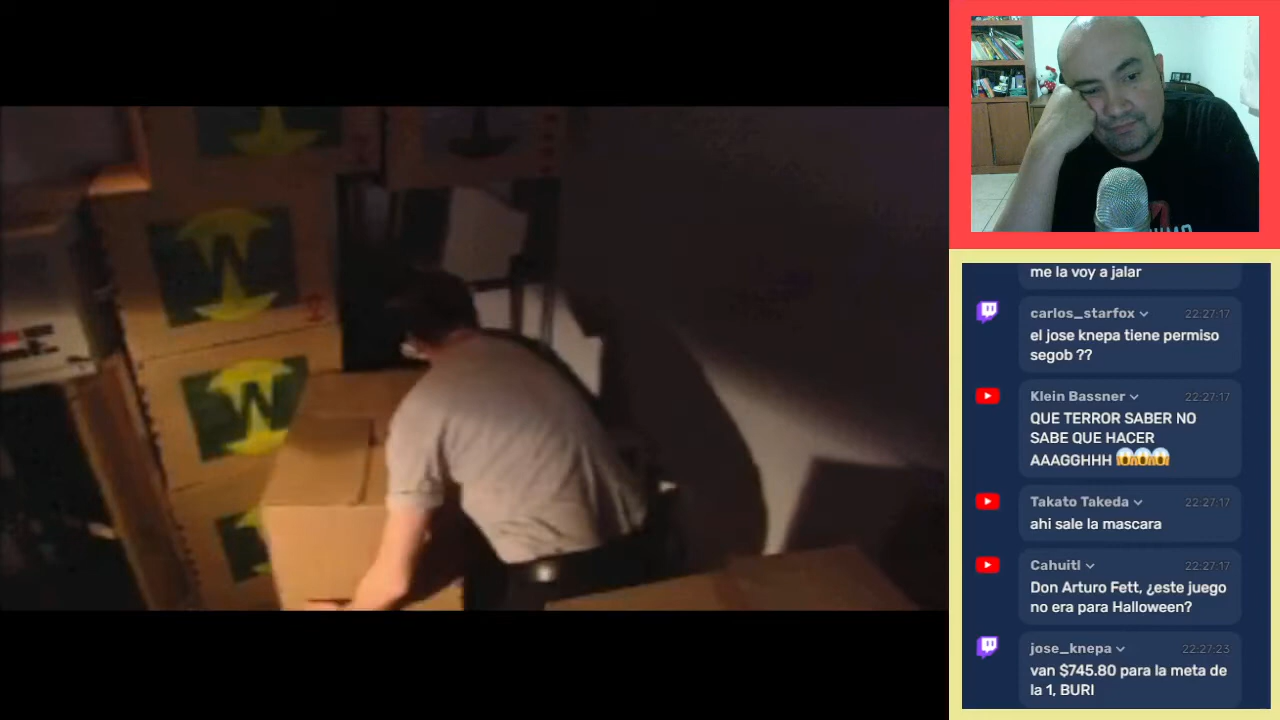 W
W
me la voy a jalar
carlos_starfox
22:27:17
el jose knepa tiene permiso
segob ??
Klein Bassner
22:27:17
QUE TERROR SABER NO
SABE QUE HACER
AAAGGHHH 😱😱😱
Takato Takeda
22:27:17
ahi sale la mascara
Cahuitl
22:27:17
Don Arturo Fett, ¿este juego
no era para Halloween?
jose_knepa
22:27:23
van $745.80 para la meta de
la 1, BURI